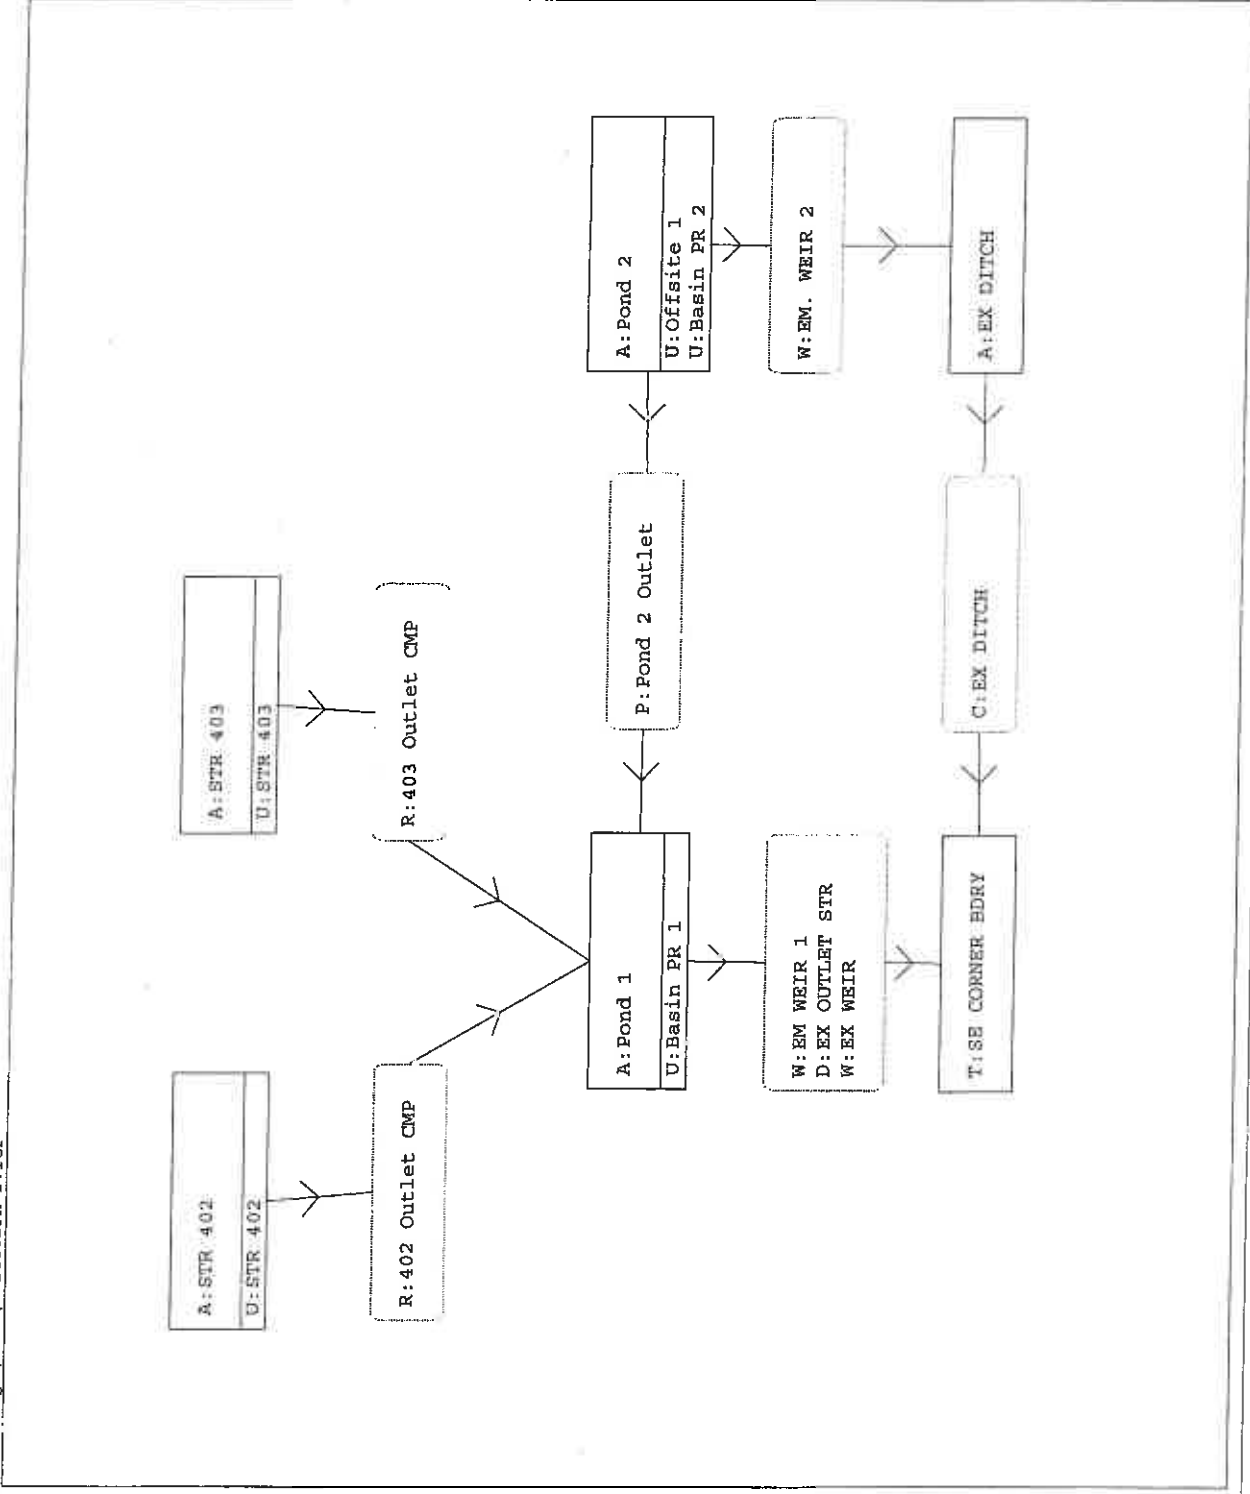 A:STR 402
U:STR 402
A:STR 403
U:STR 403
R:402 Outlet CMP
R:403 Outlet CMP
A:Pond 1
U:Basin PR 1
P:Pond 2 Outlet
A:Pond 2
U:Offsite 1
U:Basin PR 2
W:EM WEIR 1
D:EX OUTLET STR
W:EX WEIR
W:EM. WEIR 2
T:SE CORNER BDRY
C:EX DITCH
A:EX DITCH